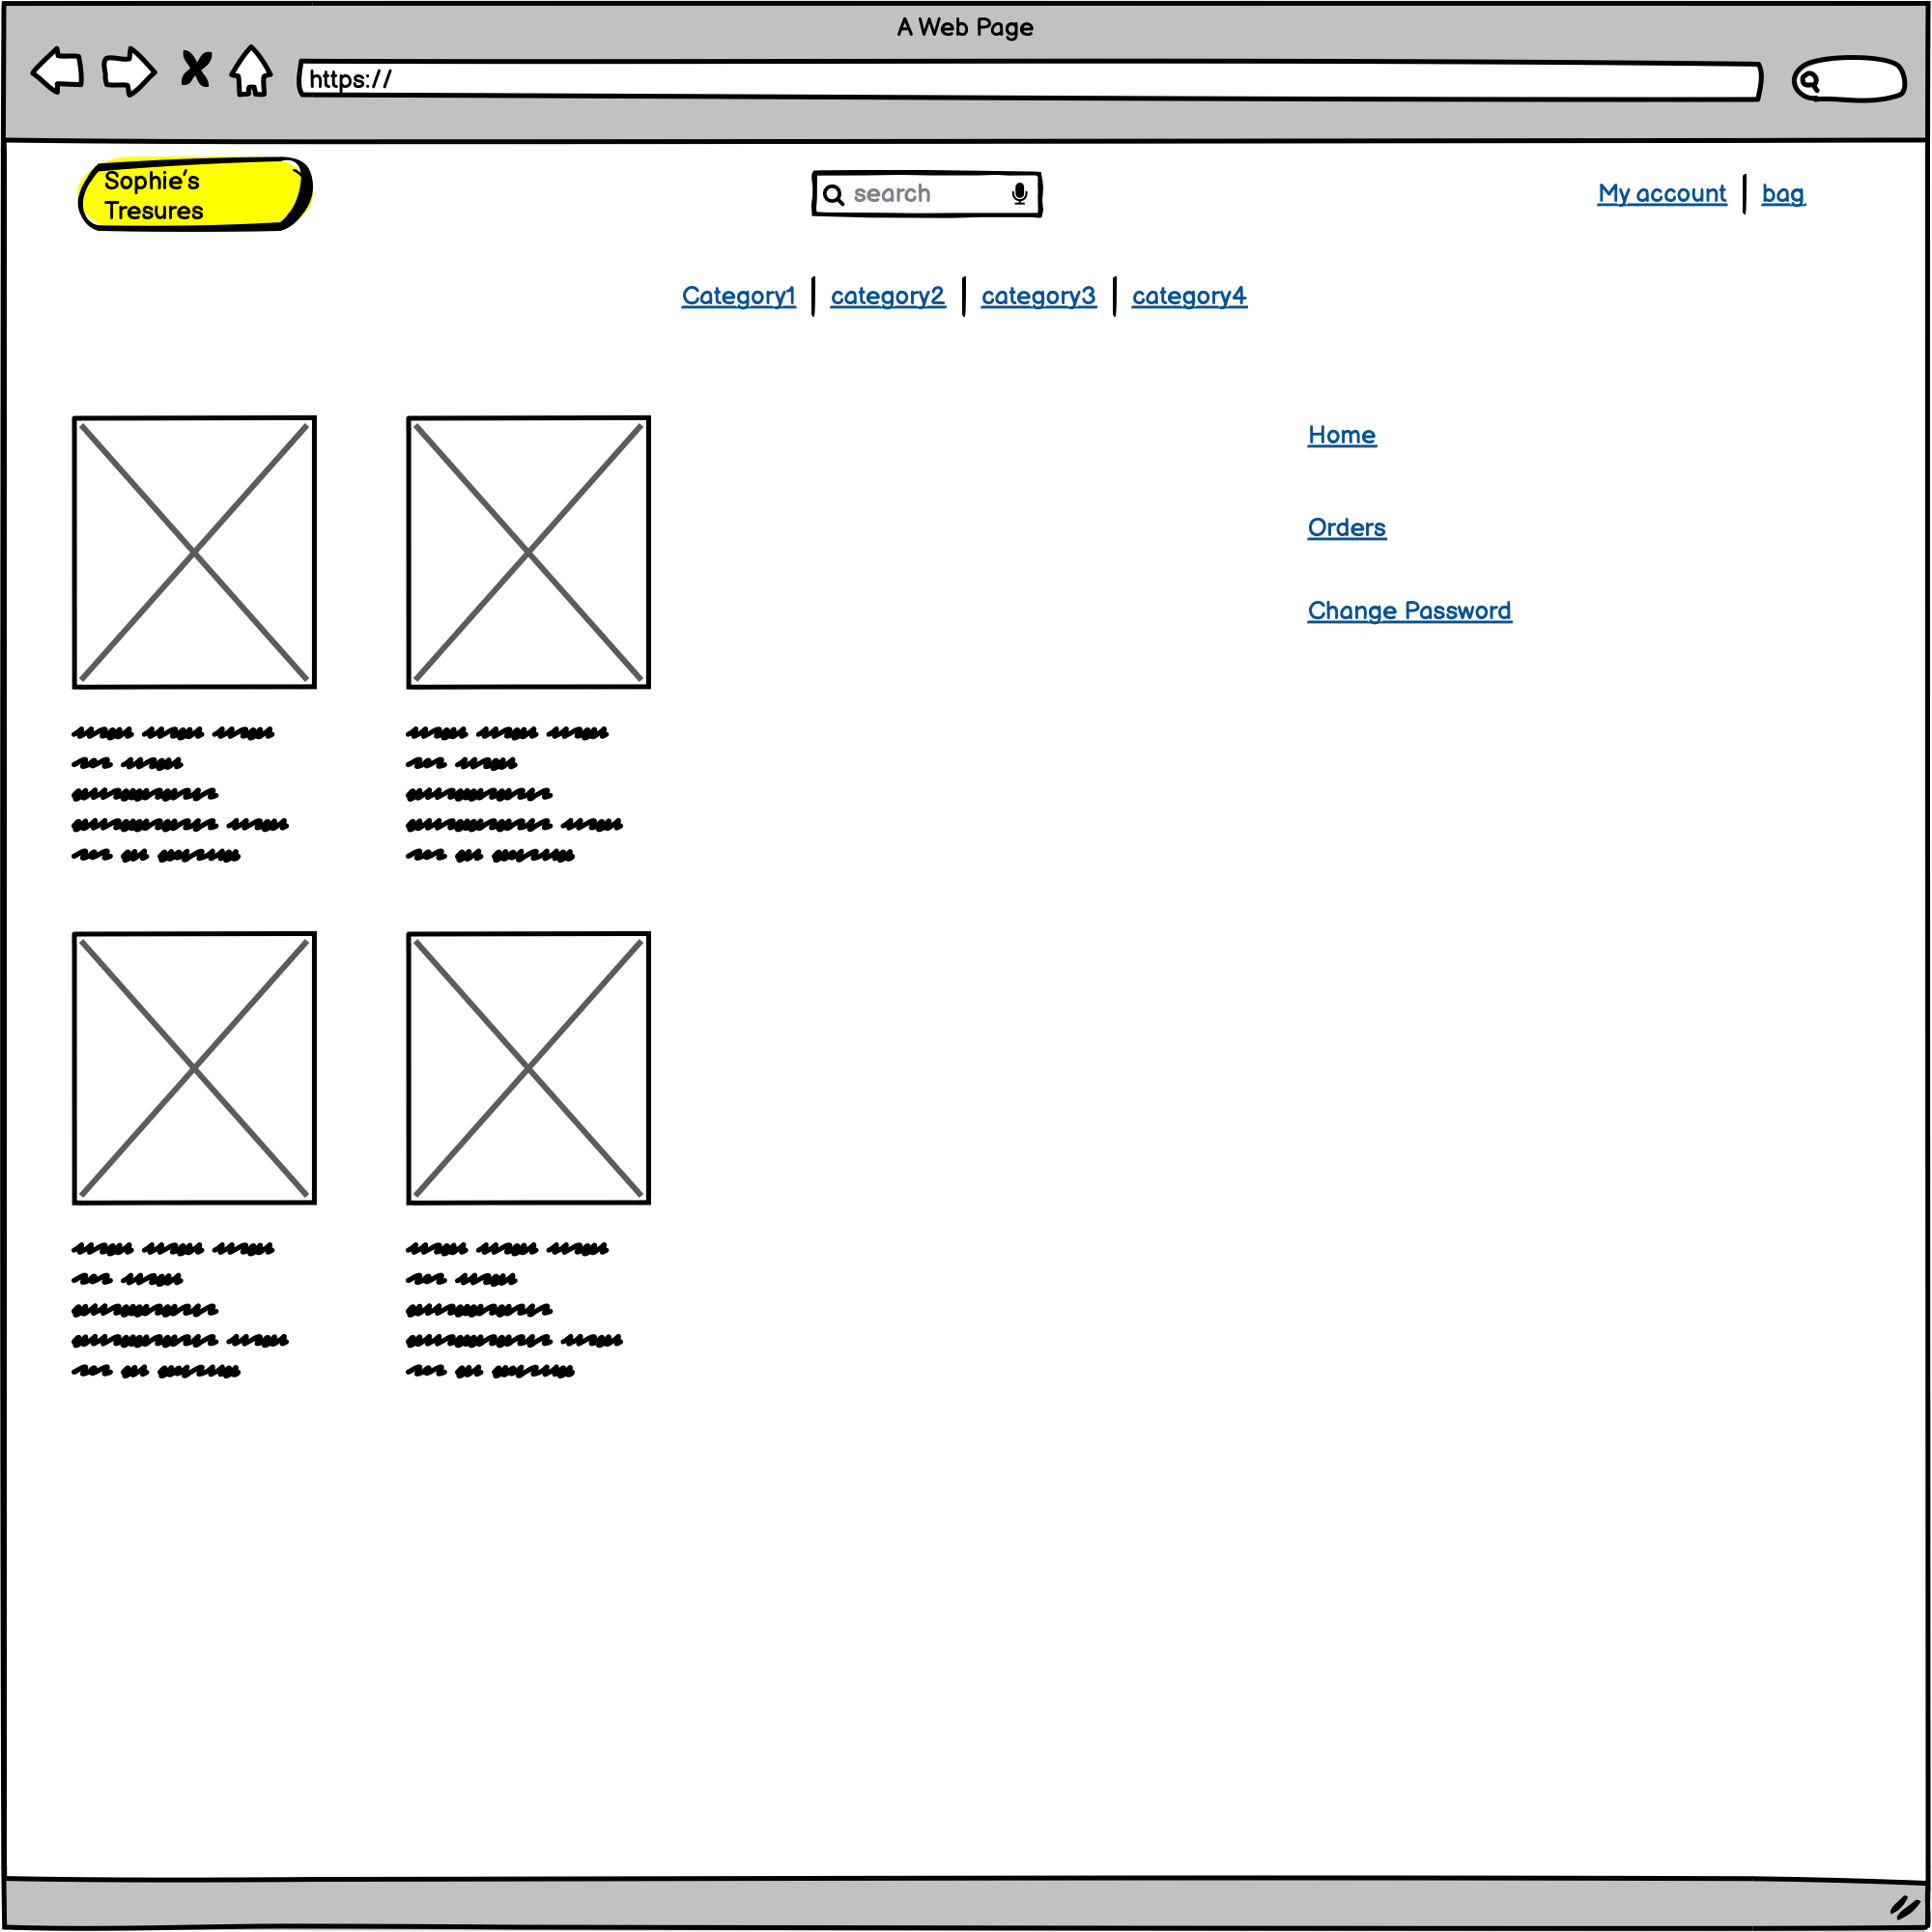 A Web Page
https://
Sophie's
Tresures
search
My account
bag
Category1
category2
category3
category4
Home
Orders
Change Password